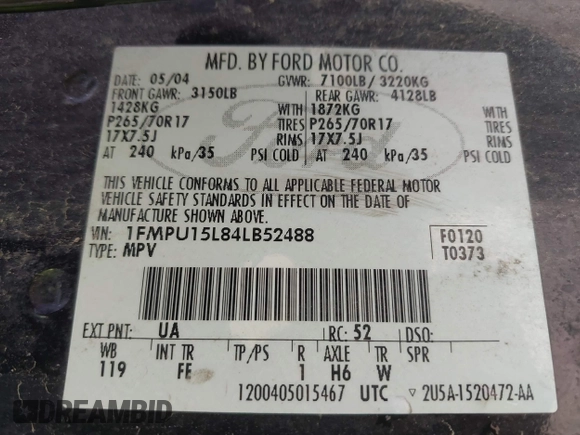 MFD. BY FORD MOTOR CO.
DATE: 05/04 GVWR: 7100LB/ 3220KG
FRONT GAWR: 3150LB REAR GAWR: 4128LB
1428KG WITH 1872KG WITH
P265/70R17 TIRES P265/70R17 TIRES
17X7.5J RIMS 17X7.5J RIMS
AT 240 kPa/35 PSI COLD AT 240 kPa/35 PSI COLD
Ford
THIS VEHICLE CONFORMS TO ALL APPLICABLE FEDERAL MOTOR
VEHICLE SAFETY STANDARDS IN EFFECT ON THE DATE OF
MANUFACTURE SHOWN ABOVE.
VIN: 1FMPU15L84LB52488 F0120
TYPE: MPV T0373
EXT PNT: UA RC: 52 DSO:
WB INT TR TP/PS R AXLE TR SPR
119 FE 1 H6 W
1200405015467 UTC ▽ 2U5A-1520472-AA
DREAMBID